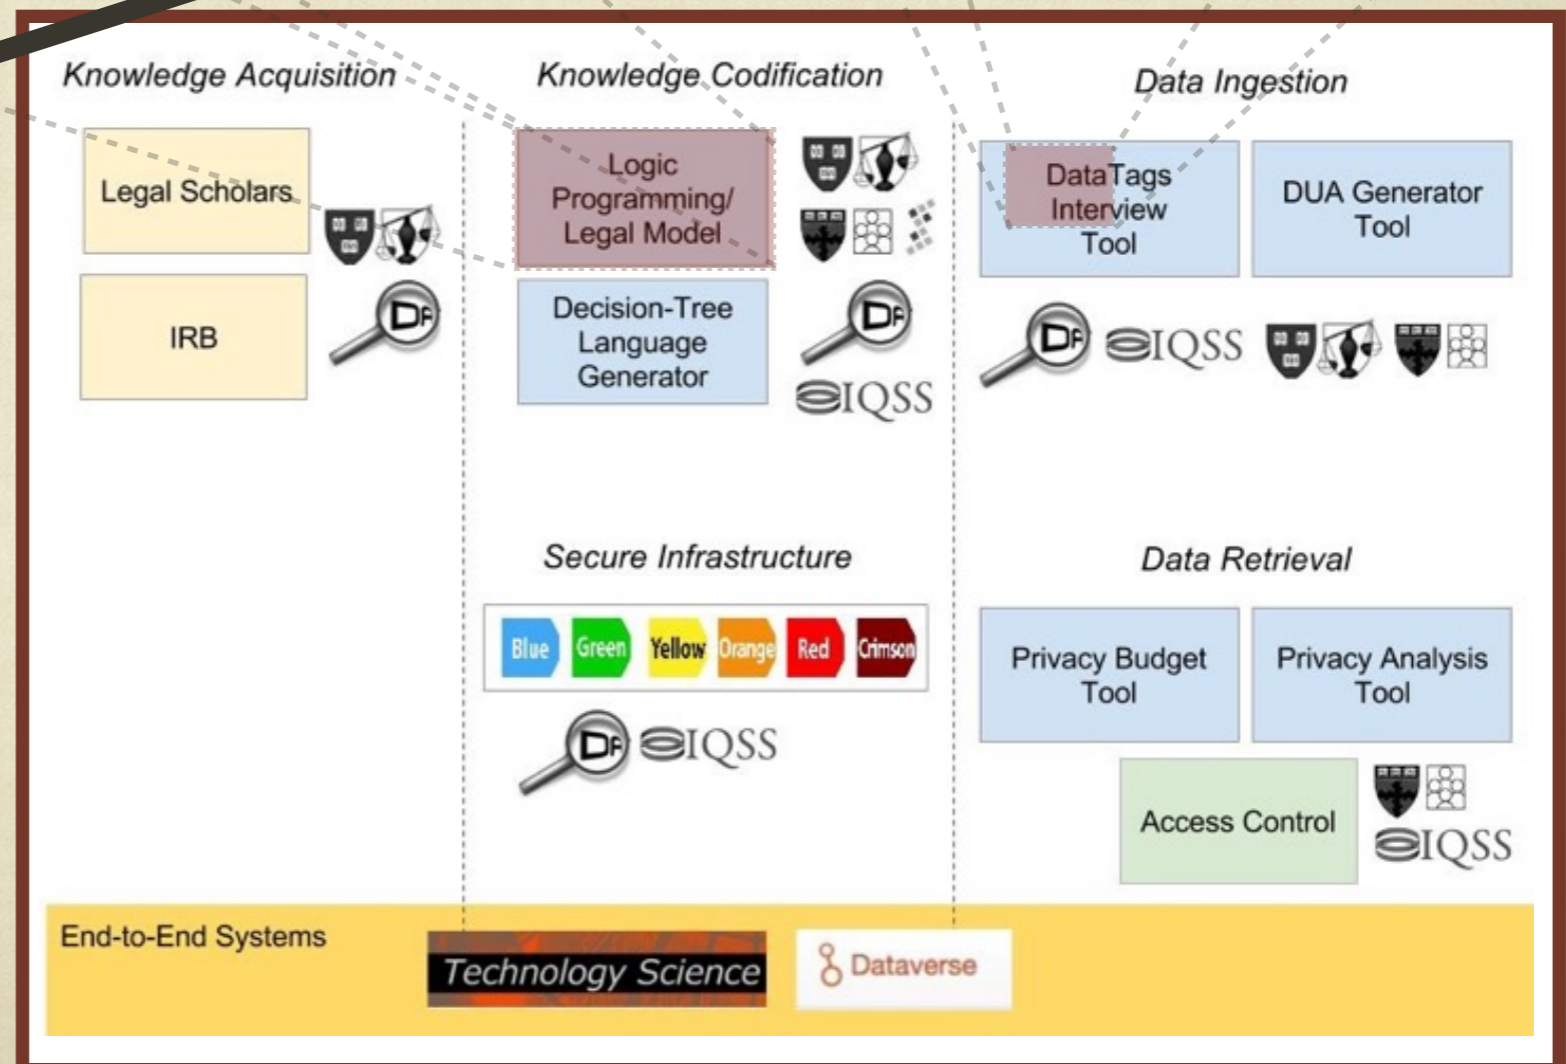 Knowledge Acquisition
Legal Scholars
IRB
Knowledge Codification
Logic
Programming/
Legal Model
Decision-Tree
Language
Generator
IQSS
Data Ingestion
DataTags
Interview
Tool
DUA Generator
Tool
IQSS
Secure Infrastructure
Blue
Green
Yellow
Orange
Red
Crimson
IQSS
Data Retrieval
Privacy Budget
Tool
Privacy Analysis
Tool
Access Control
IQSS
End-to-End Systems
Technology Science
Dataverse